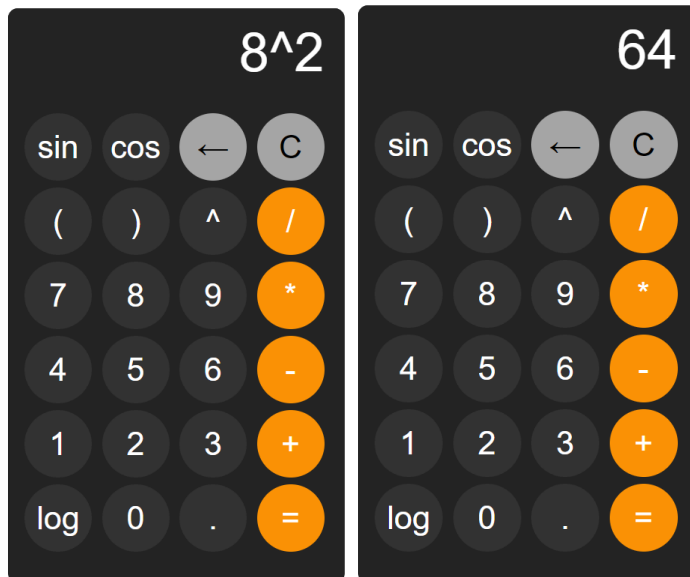 8^2
sin cos ← C
( ) ^ /
7 8 9 *
4 5 6 -
1 2 3 +
log 0 . =
64
sin cos ← C
( ) ^ /
7 8 9 *
4 5 6 -
1 2 3 +
log 0 . =